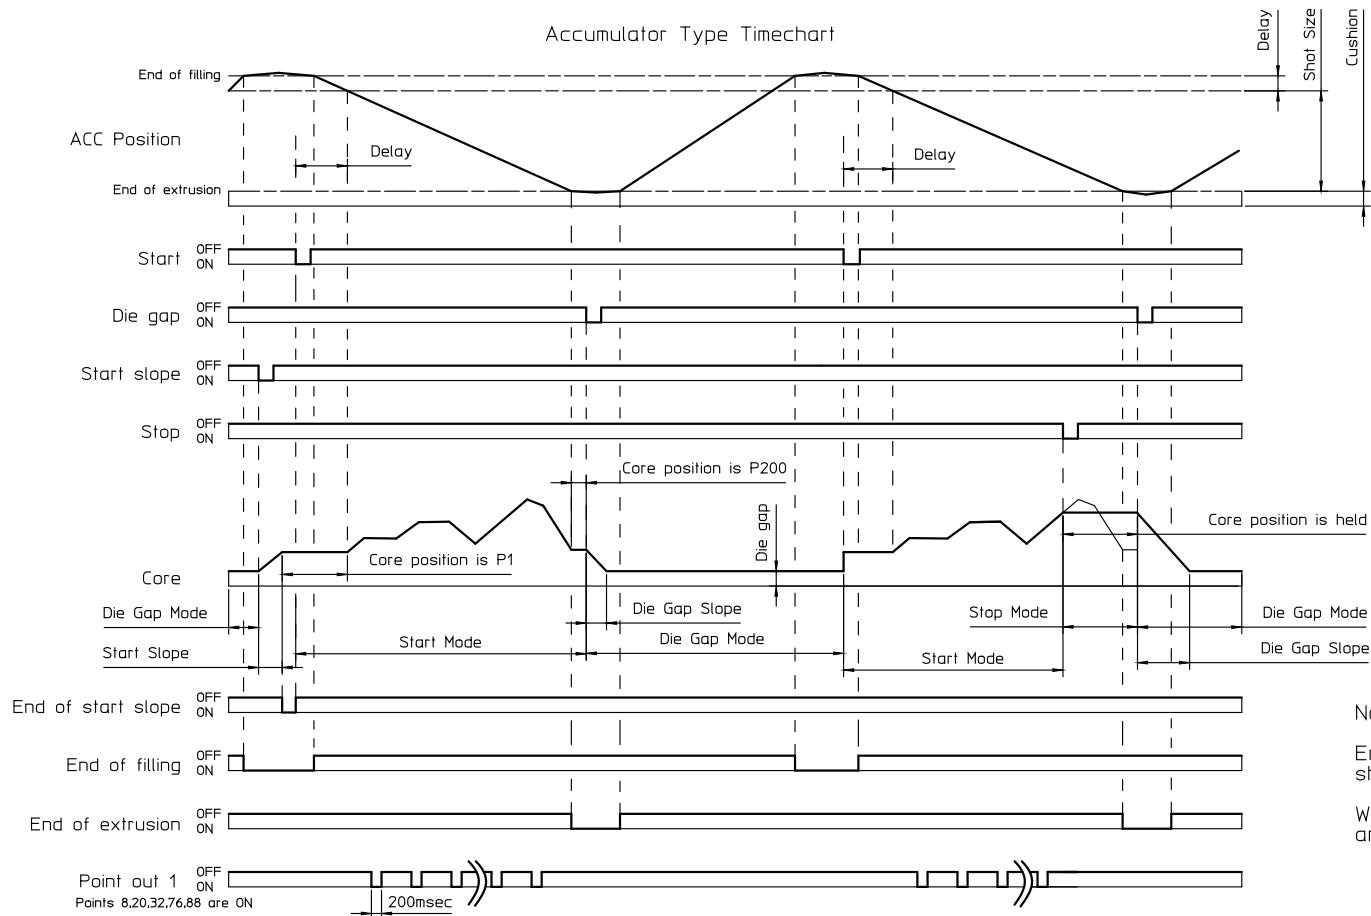 Accumulator Type Timechart
Delay
Shot Size
Cushion
End of filling
ACC Position
Delay
Delay
End of extrusion
Start
OFF
ON
Die gap
OFF
ON
Start slope
OFF
ON
Stop
OFF
ON
Core position is P200
Die gap
Core position is held
Core position is P1
Core
Die Gap Mode
Die Gap Slope
Stop Mode
Die Gap Mode
Start Mode
Die Gap Mode
Start Slope
Start Mode
Die Gap Slope
End of start slope
OFF
ON
End of filling
OFF
ON
End of extrusion
OFF
ON
Point out 1
OFF
ON
Points 8,20,32,76,88 are ON
200msec